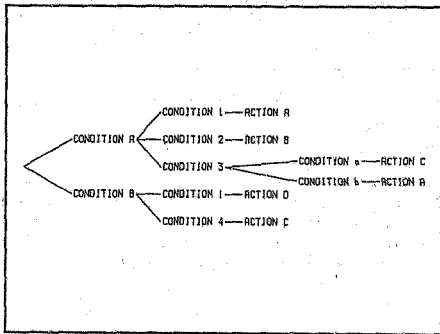 CONDITION 1 ACTION A
CONDITION A CONDITION 2 ACTION B
CONDITION 3 CONDITION a ACTION C
CONDITION b ACTION A
CONDITION B CONDITION 1 ACTION D
CONDITION 4 ACTION C